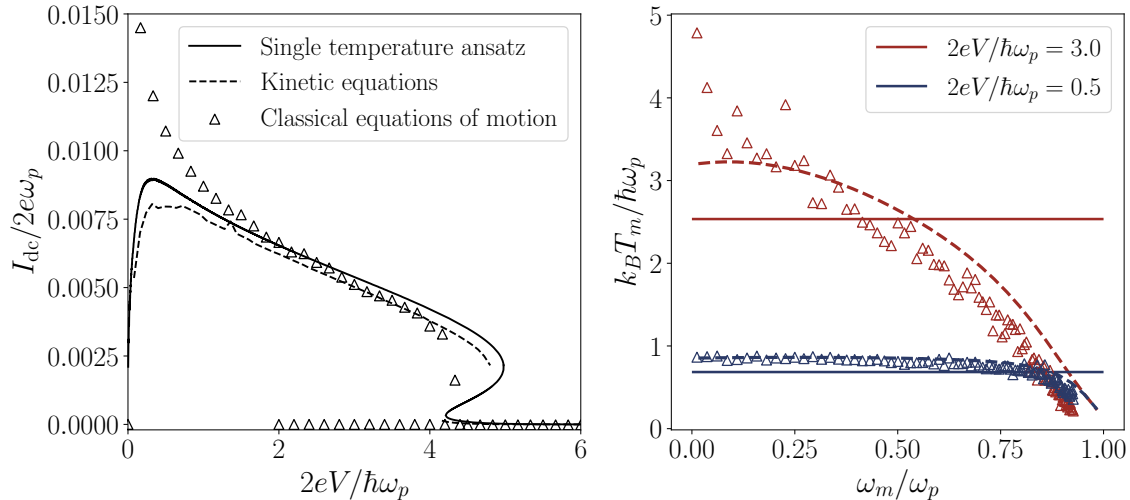 0.0150
0.0125
0.0100
0.0075
0.0050
0.0025
0.0000
I_dc/2eω_p
Single temperature ansatz
Kinetic equations
Classical equations of motion
0
2
4
6
2eV/ħω_p
5
4
3
2
1
0
k_B T_m/ħω_p
2eV/ħω_p = 3.0
2eV/ħω_p = 0.5
0.00
0.25
0.50
0.75
1.00
ω_m/ω_p